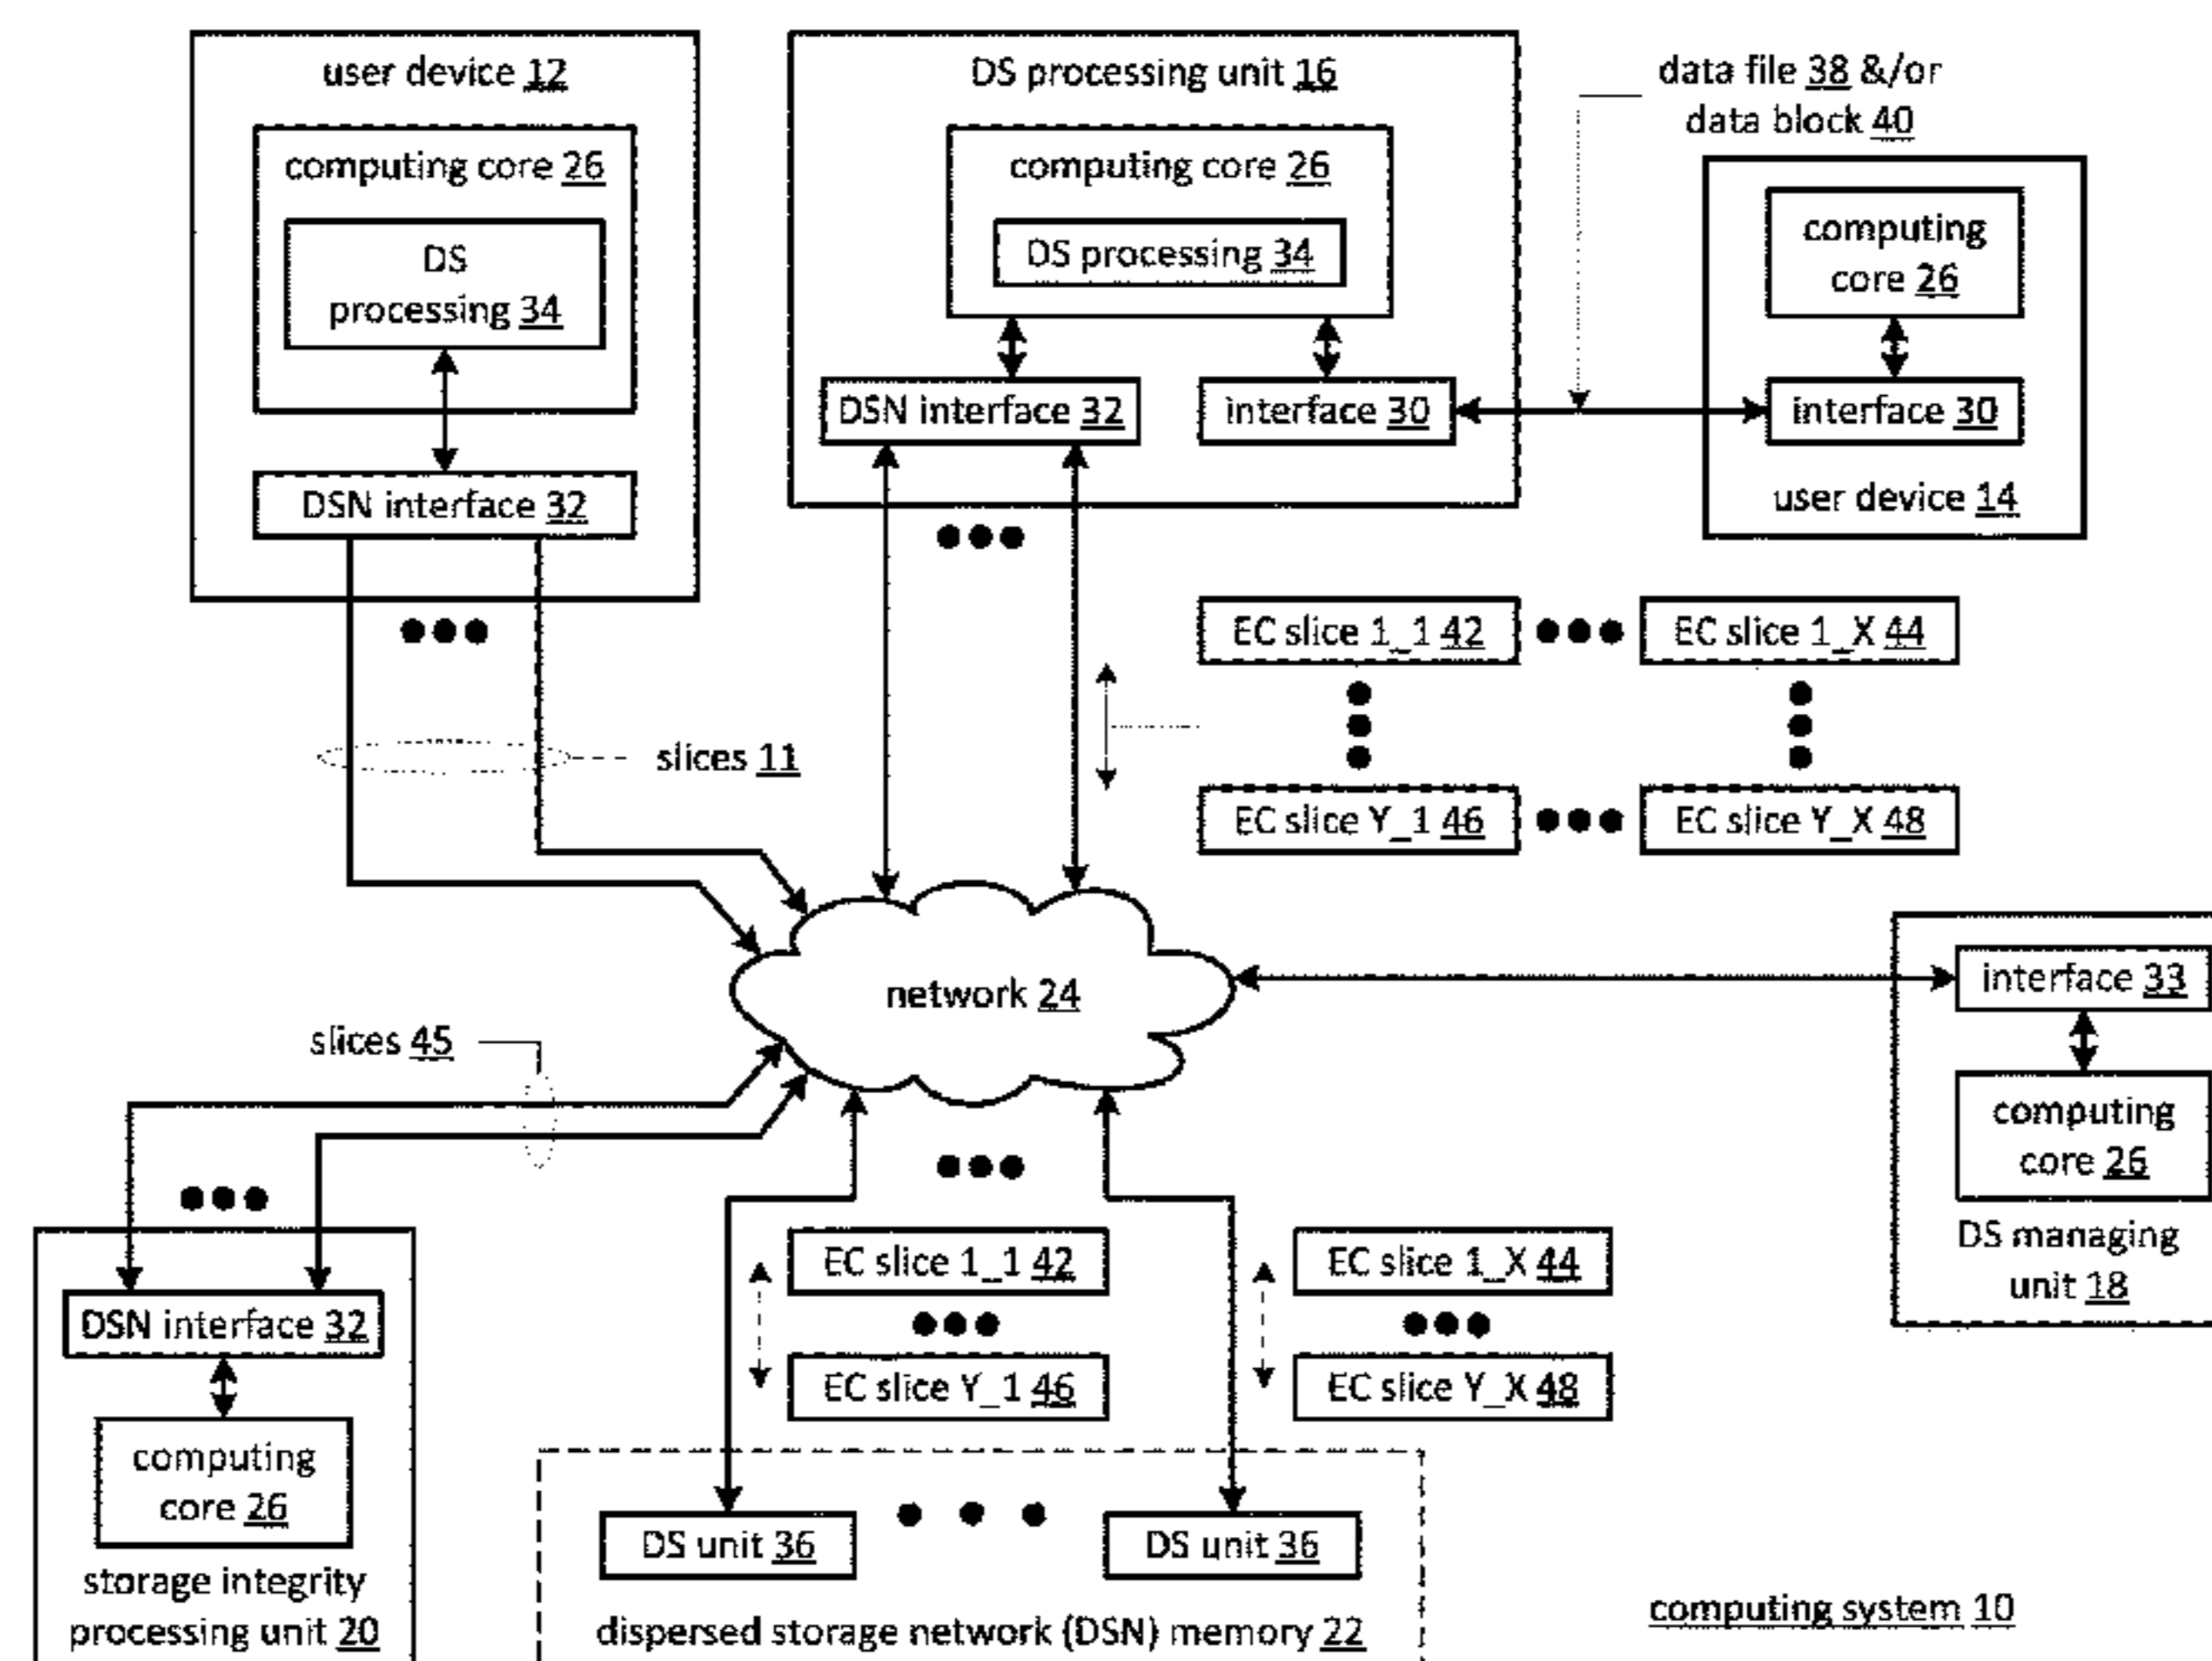 user device 12
computing core 26
DS
processing 34
DSN interface 32
DS processing unit 16
computing core 26
DS processing 34
DSN interface 32
interface 30
data file 38 &/or
data block 40
computing
core 26
interface 30
user device 14
slices 11
EC slice 1_1 42
EC slice 1_X 44
EC slice Y_1 46
EC slice Y_X 48
network 24
interface 33
computing
core 26
DS managing
unit 18
slices 45
DSN interface 32
computing
core 26
storage integrity
processing unit 20
EC slice 1_1 42
EC slice Y_1 46
EC slice 1_X 44
EC slice Y_X 48
DS unit 36
DS unit 36
dispersed storage network (DSN) memory 22
computing system 10